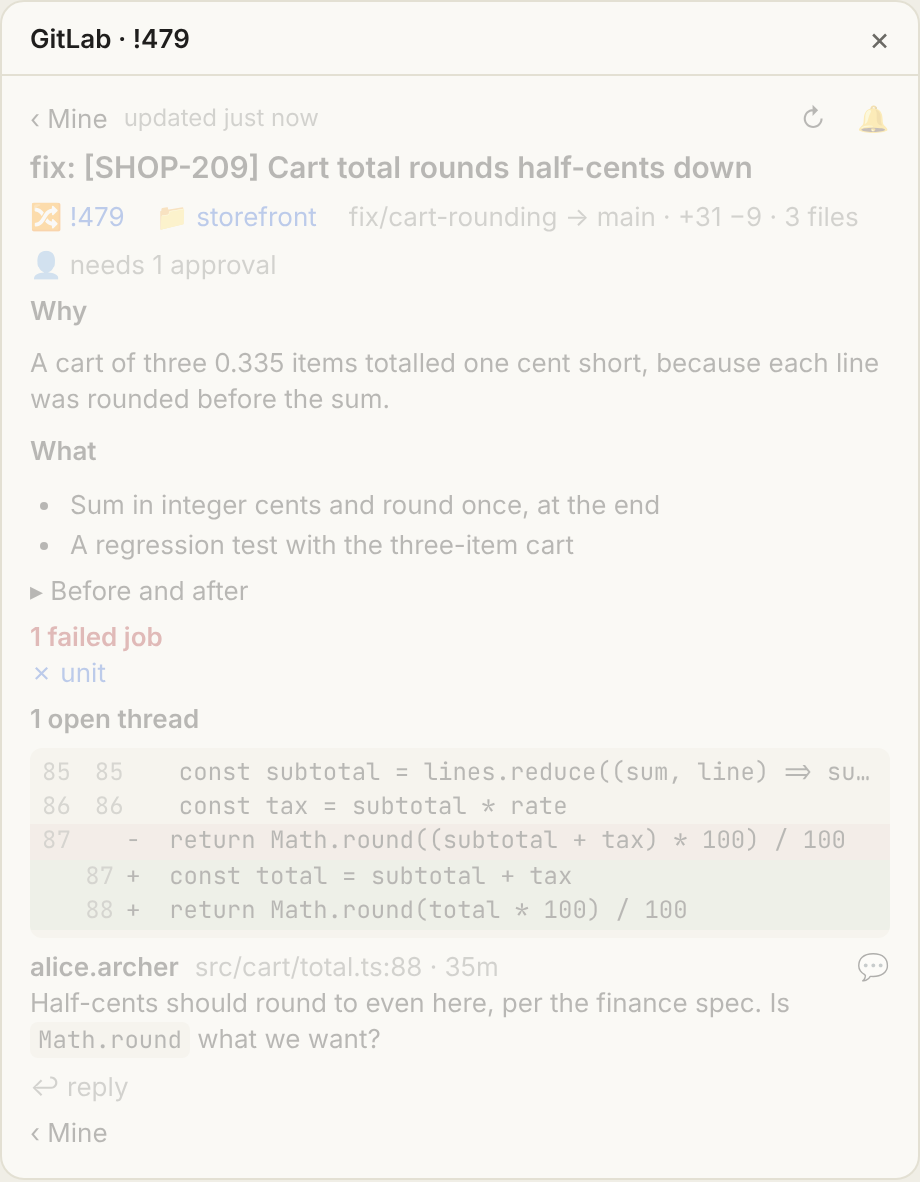 GitLab · !479 ×
‹ Mine updated just now
fix: [SHOP-209] Cart total rounds half-cents down
!479 storefront fix/cart-rounding → main · +31 −9 · 3 files
needs 1 approval
Why
A cart of three 0.335 items totalled one cent short, because each line
was rounded before the sum.
What
• Sum in integer cents and round once, at the end
• A regression test with the three-item cart
▸ Before and after
1 failed job
× unit
1 open thread
85 85 const subtotal = lines.reduce((sum, line) => su…
86 86 const tax = subtotal * rate
87 - return Math.round((subtotal + tax) * 100) / 100
87 + const total = subtotal + tax
88 + return Math.round(total * 100) / 100
alice.archer src/cart/total.ts:88 · 35m
Half-cents should round to even here, per the finance spec. Is
Math.round what we want?
↩ reply
‹ Mine